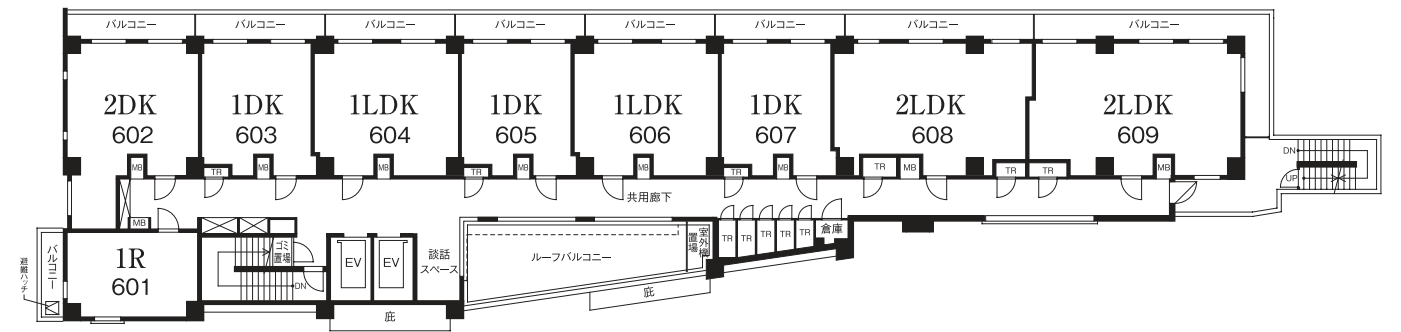 バルコニー
バルコニー
バルコニー
バルコニー
バルコニー
バルコニー
バルコニー
バルコニー
2DK
602
1DK
603
1LDK
604
1DK
605
1LDK
606
1DK
607
2LDK
608
2LDK
609
MB
TR
MB
MB
TR
MB
MB
TR
MB
TR
MB
TR
TR
MB
DN
UP
共用廊下
MB
1R
601
バルコニー
避難ハッチ
ゴミ
置場
DN
EV
EV
談話
スペース
ルーフバルコニー
室外機
置場
TR
TR
TR
TR
TR
倉庫
庇
庇